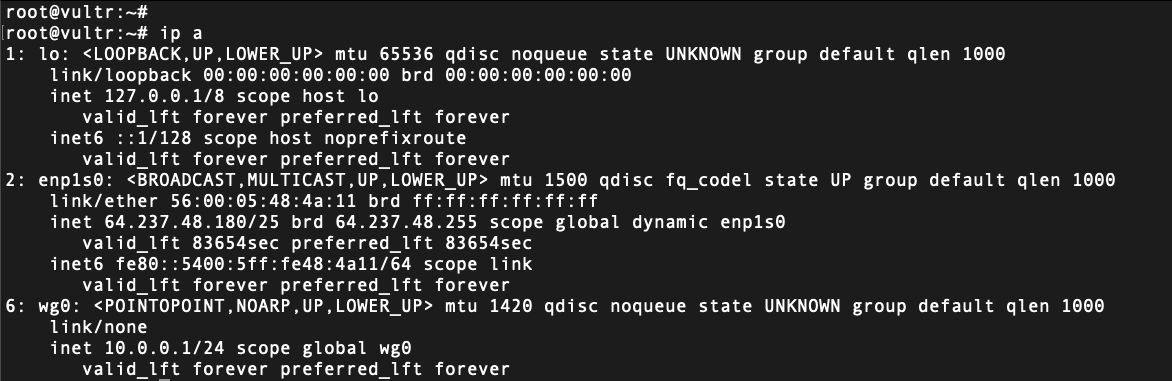 root@vultr:~#
[root@vultr:~# ip a
1: lo: <LOOPBACK,UP,LOWER_UP> mtu 65536 qdisc noqueue state UNKNOWN group default qlen 1000
    link/loopback 00:00:00:00:00:00 brd 00:00:00:00:00:00
    inet 127.0.0.1/8 scope host lo
       valid_lft forever preferred_lft forever
    inet6 ::1/128 scope host noprefixroute
       valid_lft forever preferred_lft forever
2: enp1s0: <BROADCAST,MULTICAST,UP,LOWER_UP> mtu 1500 qdisc fq_codel state UP group default qlen 1000
    link/ether 56:00:05:48:4a:11 brd ff:ff:ff:ff:ff:ff
    inet 64.237.48.180/25 brd 64.237.48.255 scope global dynamic enp1s0
       valid_lft 83654sec preferred_lft 83654sec
    inet6 fe80::5400:5ff:fe48:4a11/64 scope link
       valid_lft forever preferred_lft forever
6: wg0: <POINTOPOINT,NOARP,UP,LOWER_UP> mtu 1420 qdisc noqueue state UNKNOWN group default qlen 1000
    link/none
    inet 10.0.0.1/24 scope global wg0
       valid_lft forever preferred_lft forever